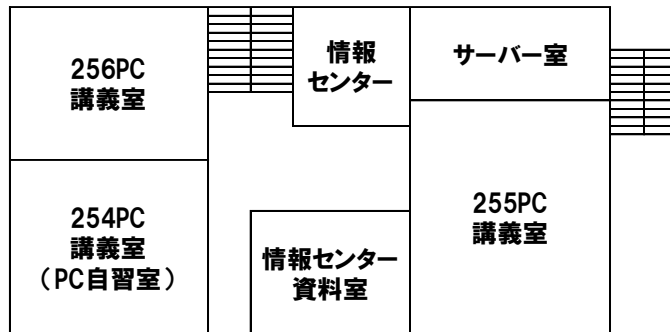 256PC
講義室
情報
センター
サーバー室
254PC
講義室
（PC自習室）
情報センター
資料室
255PC
講義室